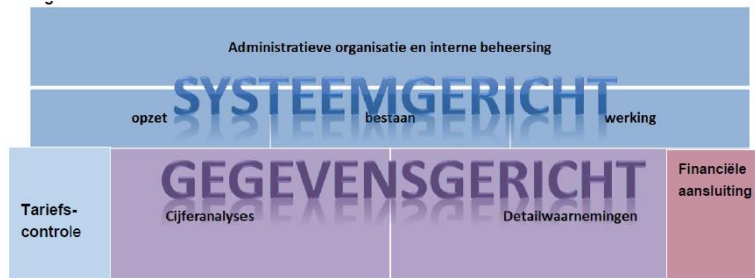 Administratieve organisatie en interne beheersing
SYSTEEMGERICHT
opzet bestaan werking
GEGEVENSGERICHT
Cijferanalyses Detailwaarnemingen
Tariefs-
controle
Financiële
aansluiting